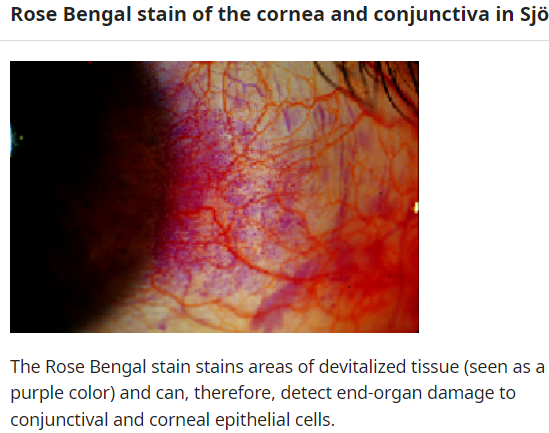 Rose Bengal stain of the cornea and conjunctiva in Sjö
The Rose Bengal stain stains areas of devitalized tissue (seen as a
purple color) and can, therefore, detect end-organ damage to
conjunctival and corneal epithelial cells.